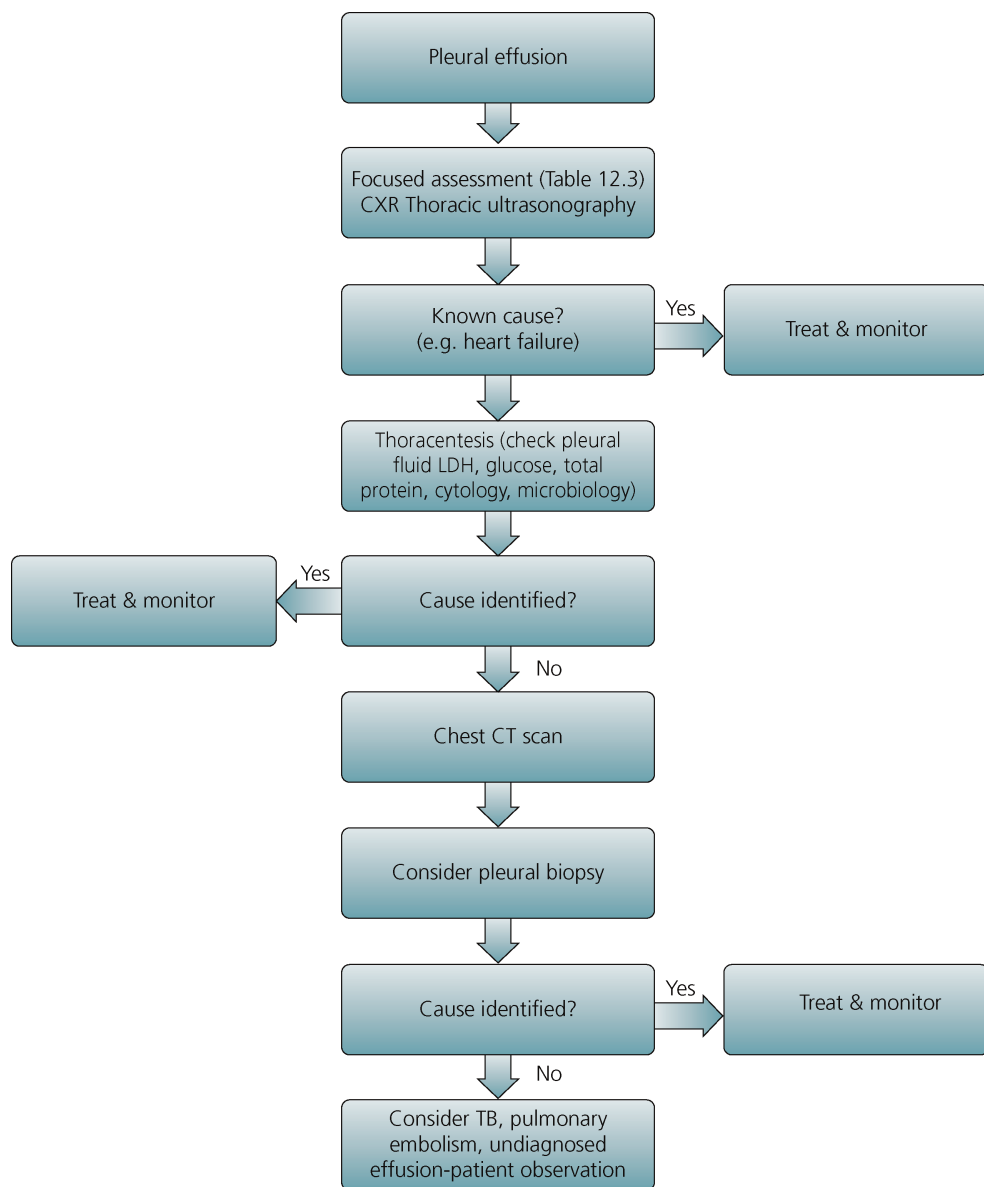 Pleural effusion
Focused assessment (Table 12.3)
CXR Thoracic ultrasonography
Known cause?
(e.g. heart failure)
Yes
Treat & monitor
Thoracentesis (check pleural
fluid LDH, glucose, total
protein, cytology, microbiology)
Cause identified?
Yes
Treat & monitor
No
Chest CT scan
Consider pleural biopsy
Cause identified?
Yes
Treat & monitor
No
Consider TB, pulmonary
embolism, undiagnosed
effusion-patient observation